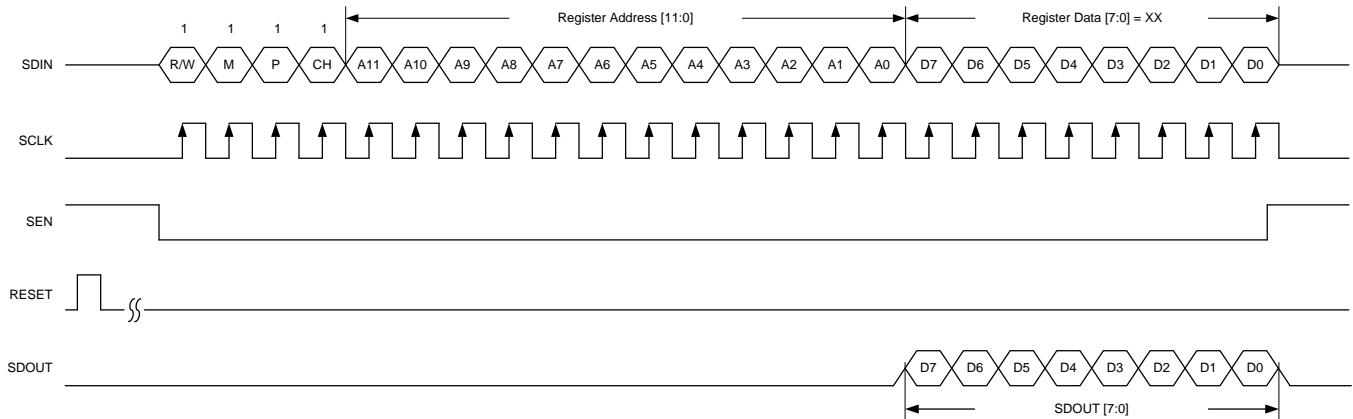 Register Address [11:0] Register Data [7:0] = XX
1 1 1 1
SDIN R/W M P CH A11 A10 A9 A8 A7 A6 A5 A4 A3 A2 A1 A0 D7 D6 D5 D4 D3 D2 D1 D0
SCLK
SEN
RESET
SDOUT D7 D6 D5 D4 D3 D2 D1 D0
SDOUT [7:0]